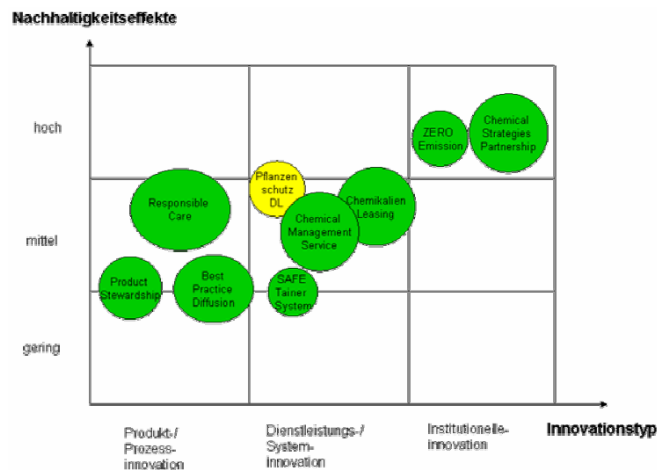 Nachhaltigkeitseffekte
hoch
ZERO
Emission
Chemical
Strategies
Partnership
Pflanzen
schutz
DL
Responsible
Care
Chemikalien
Leasing
Chemical
Management
Service
mittel
Product
Stewardship
Best
Practice
Diffusion
SAFE
Tainer
System
gering
Produkt-/
Prozess-
innovation
Dienstleistungs-/
System-
innovation
Institutionelle-
innovation
Innovationstyp